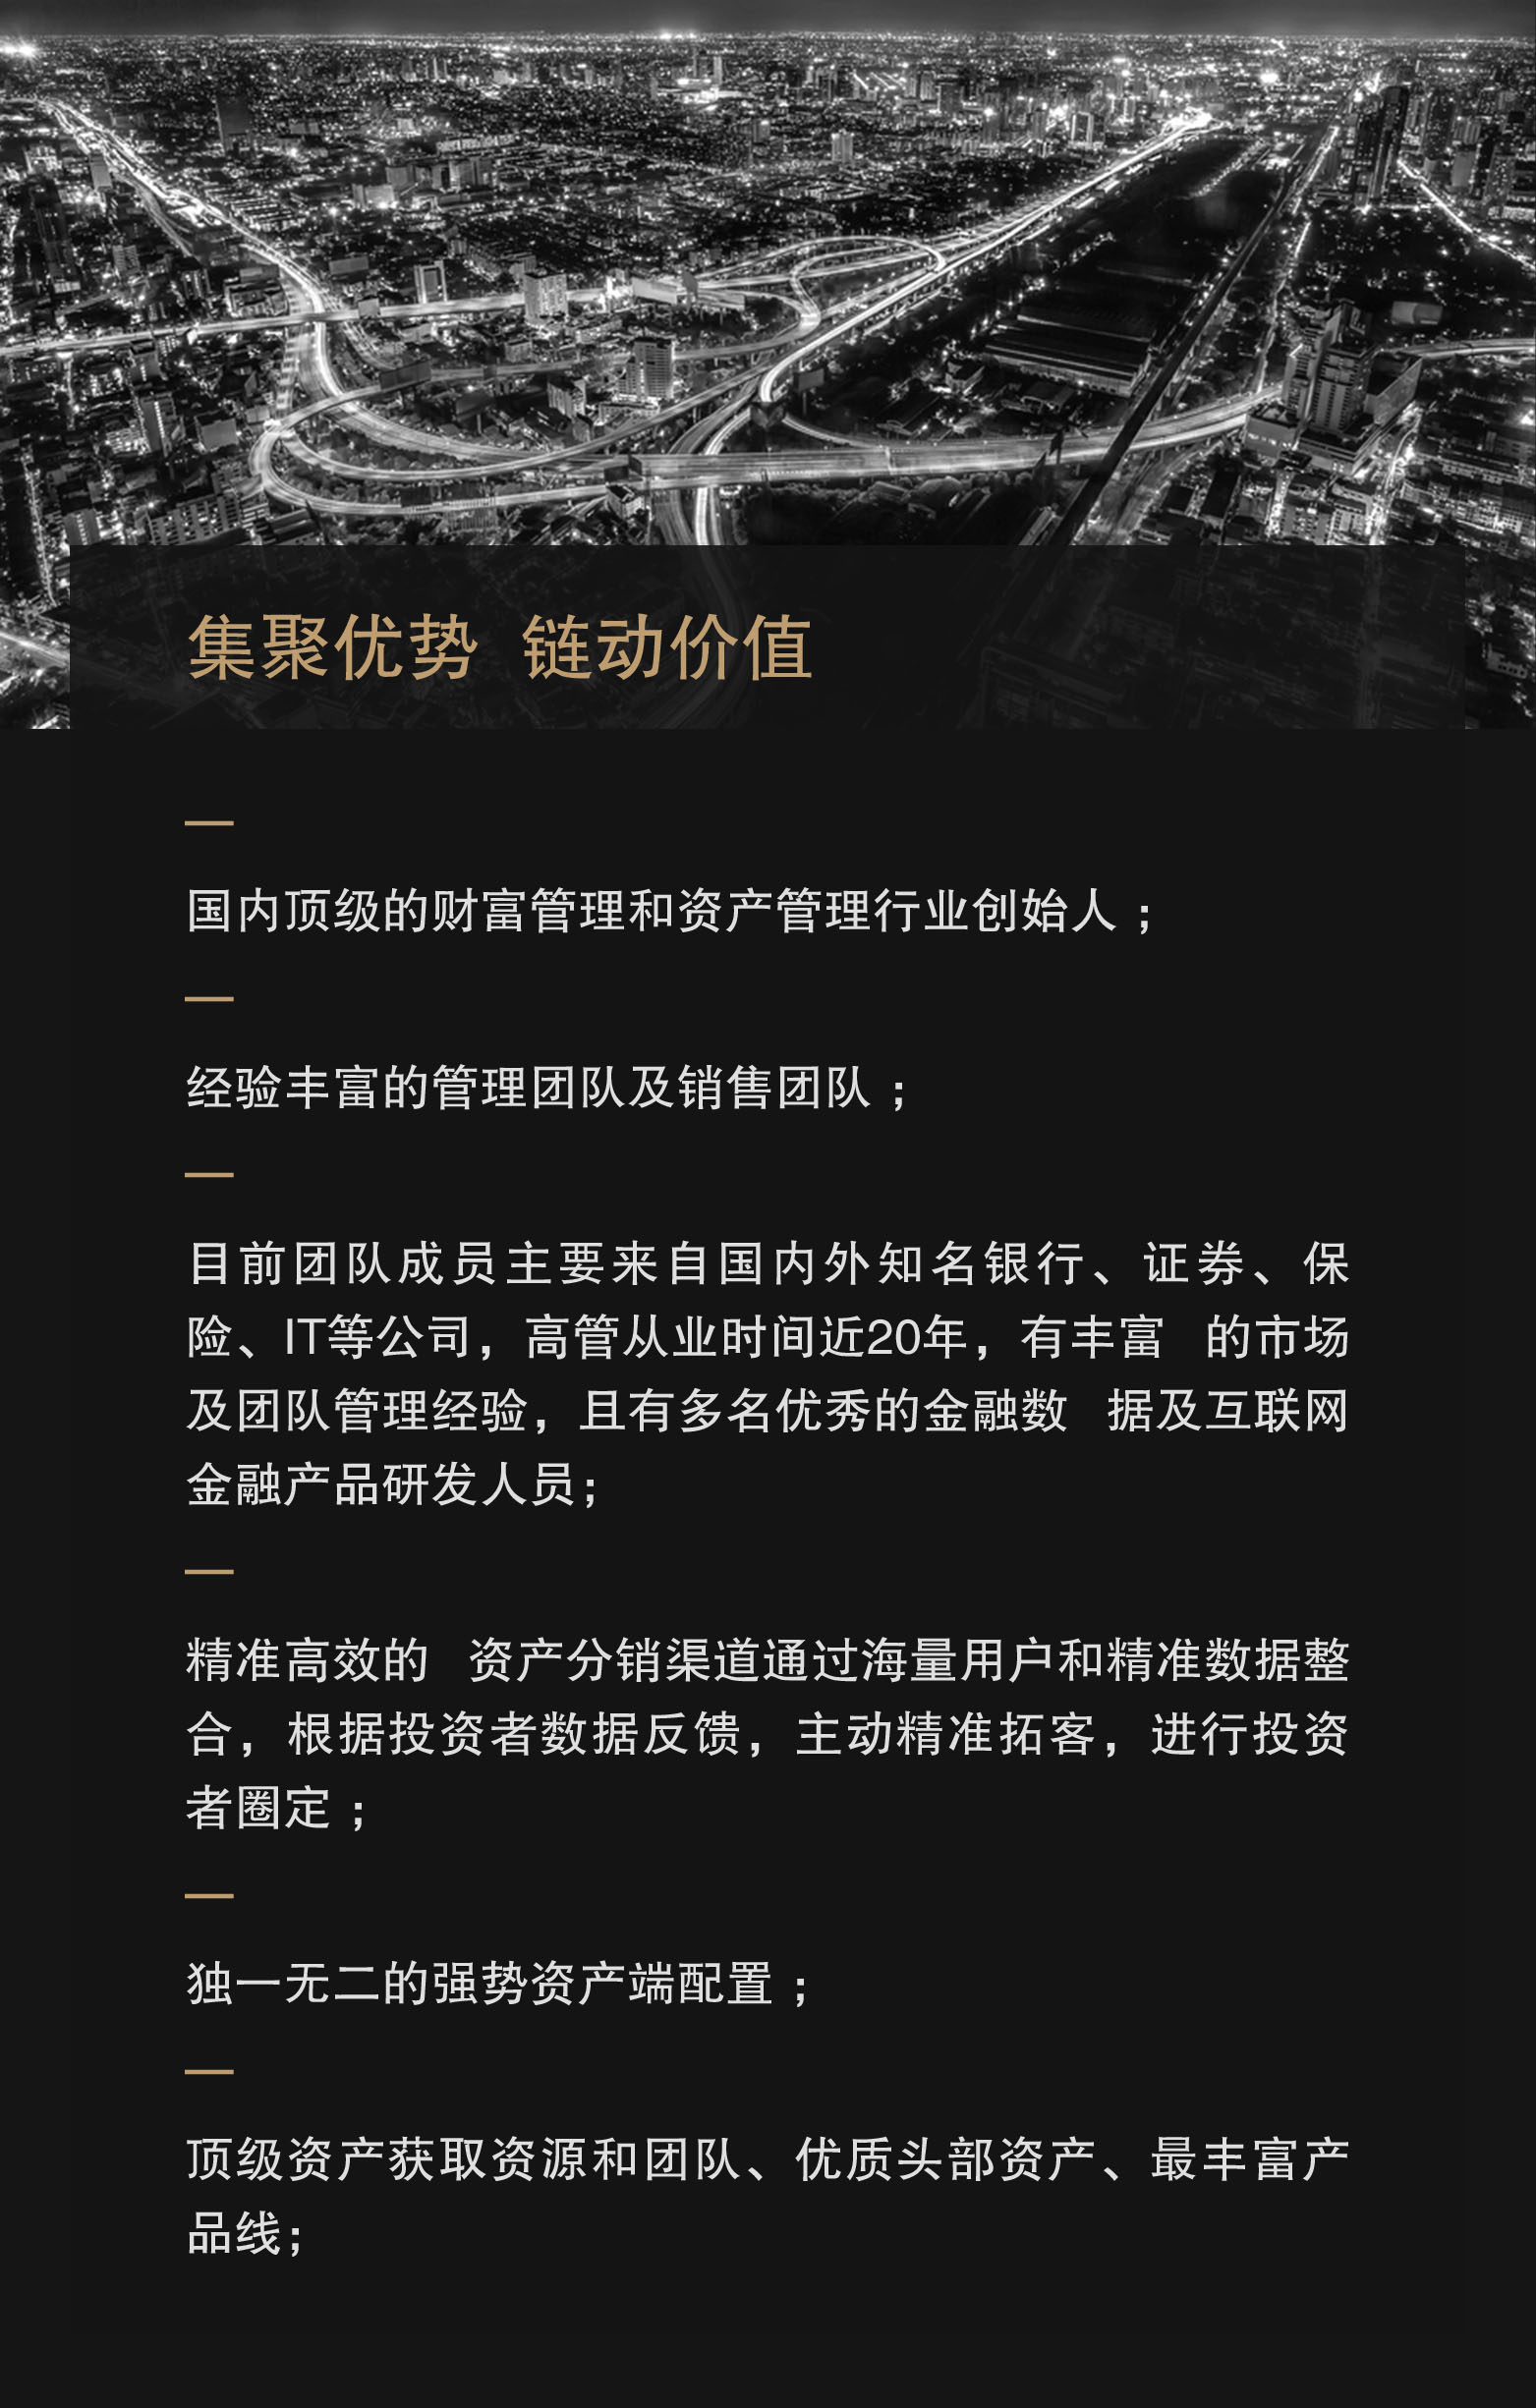 集聚优势 链动价值
国内顶级的财富管理和资产管理行业创始人；
经验丰富的管理团队及销售团队；
目前团队成员主要来自国内外知名银行、证券、保
险、IT等公司，高管从业时间近20年，有丰富 的市场
及团队管理经验，且有多名优秀的金融数 据及互联网
金融产品研发人员；
精准高效的 资产分销渠道通过海量用户和精准数据整
合，根据投资者数据反馈，主动精准拓客，进行投资
者圈定；
独一无二的强势资产端配置；
顶级资产获取资源和团队、优质头部资产、最丰富产
品线；